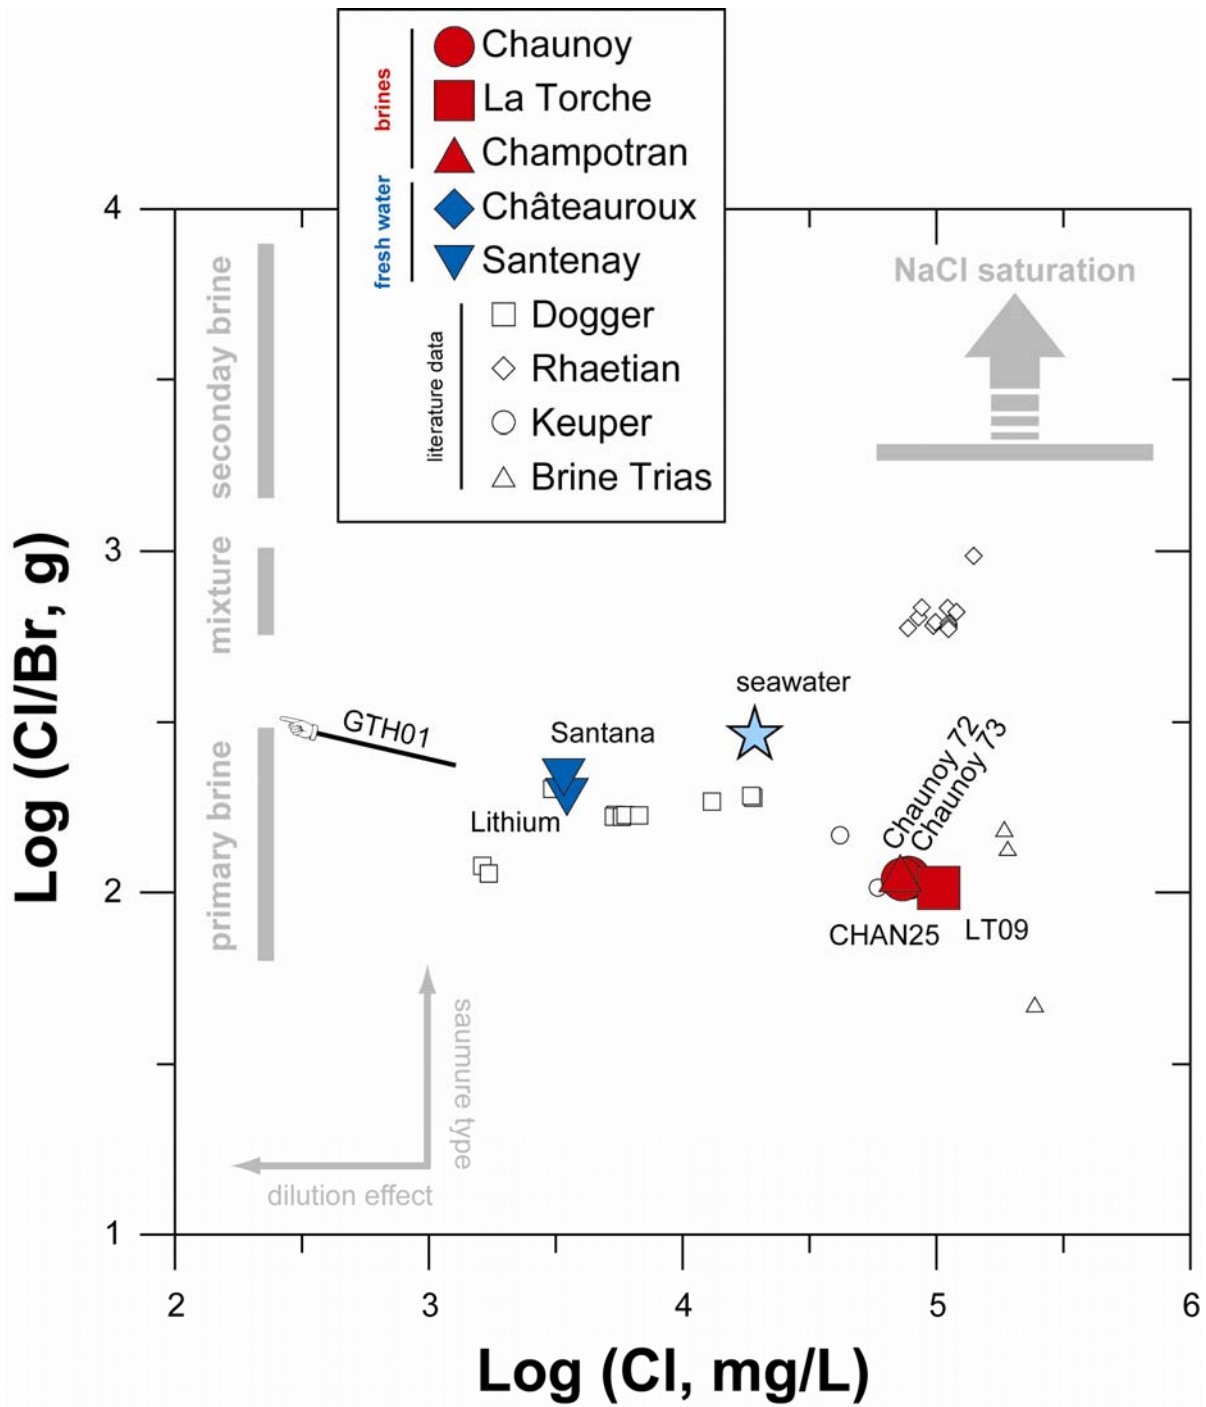 Chaunoy
La Torche
Champotran
Châteauroux
Santenay
Dogger
Rhaetian
Keuper
Brine Trias
brines
fresh water
literature data
4
3
2
1
Log (Cl/Br, g)
seconday brine
mixture
primary brine
NaCl saturation
seawater
GTH01
Santana
Lithium
Chaunoy 72
Chaunoy 73
CHAN25
LT09
saumure type
dilution effect
2
3
4
5
6
Log (Cl, mg/L)